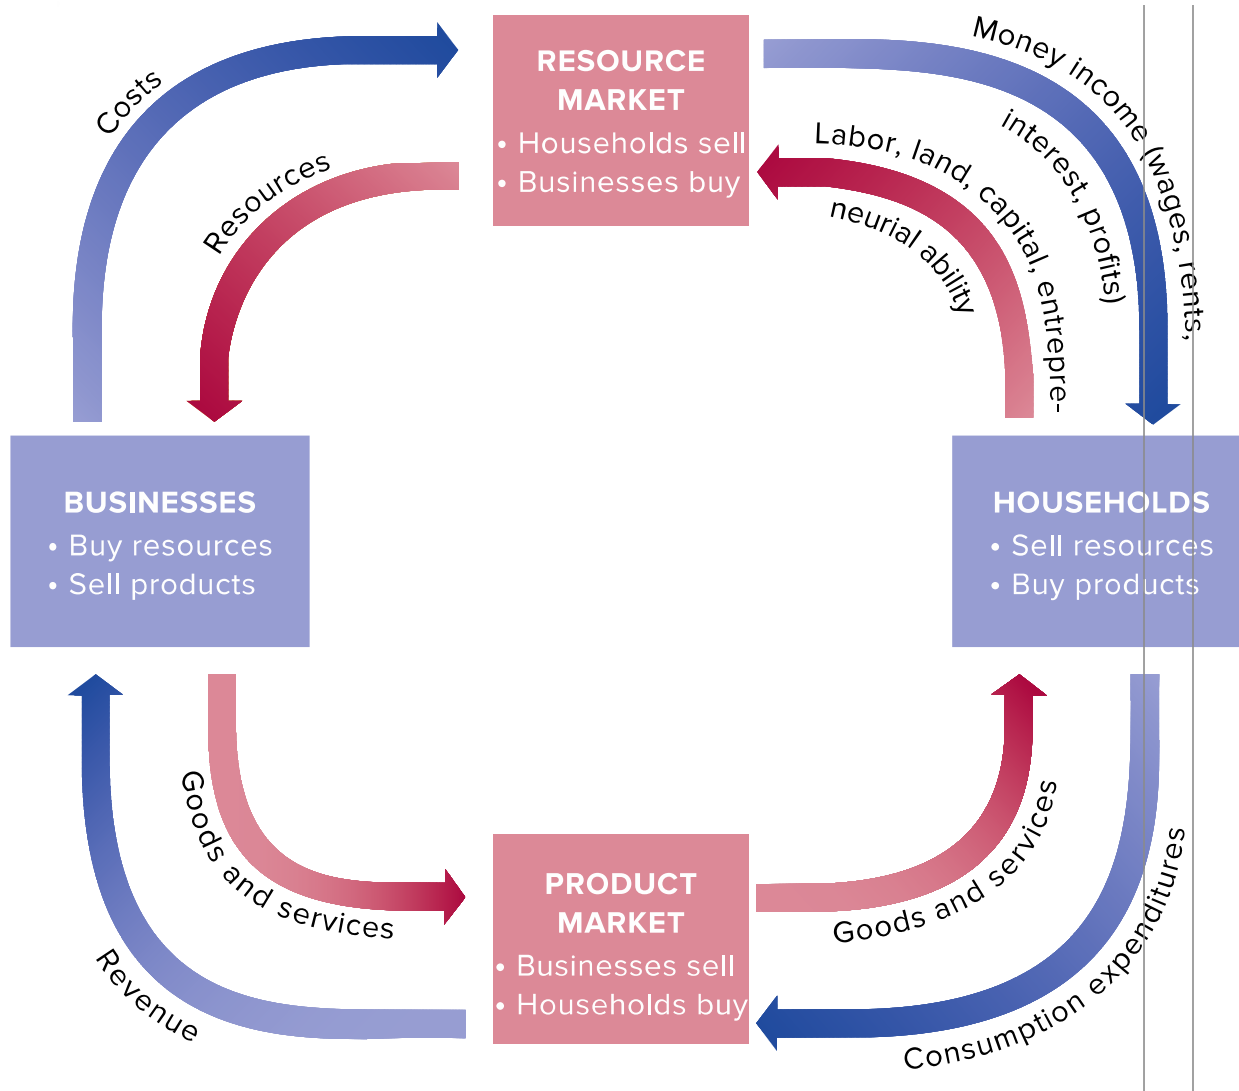 RESOURCE
MARKET
• Households sell
• Businesses buy
Costs
Resources
Money income (wages, rents,
interest, profits)
Labor, land, capital, entrepre-
neurial ability
BUSINESSES
• Buy resources
• Sell products
HOUSEHOLDS
• Sell resources
• Buy products
Goods and services
Revenue
PRODUCT
MARKET
• Businesses sell
• Households buy
Goods and services
Consumption expenditures